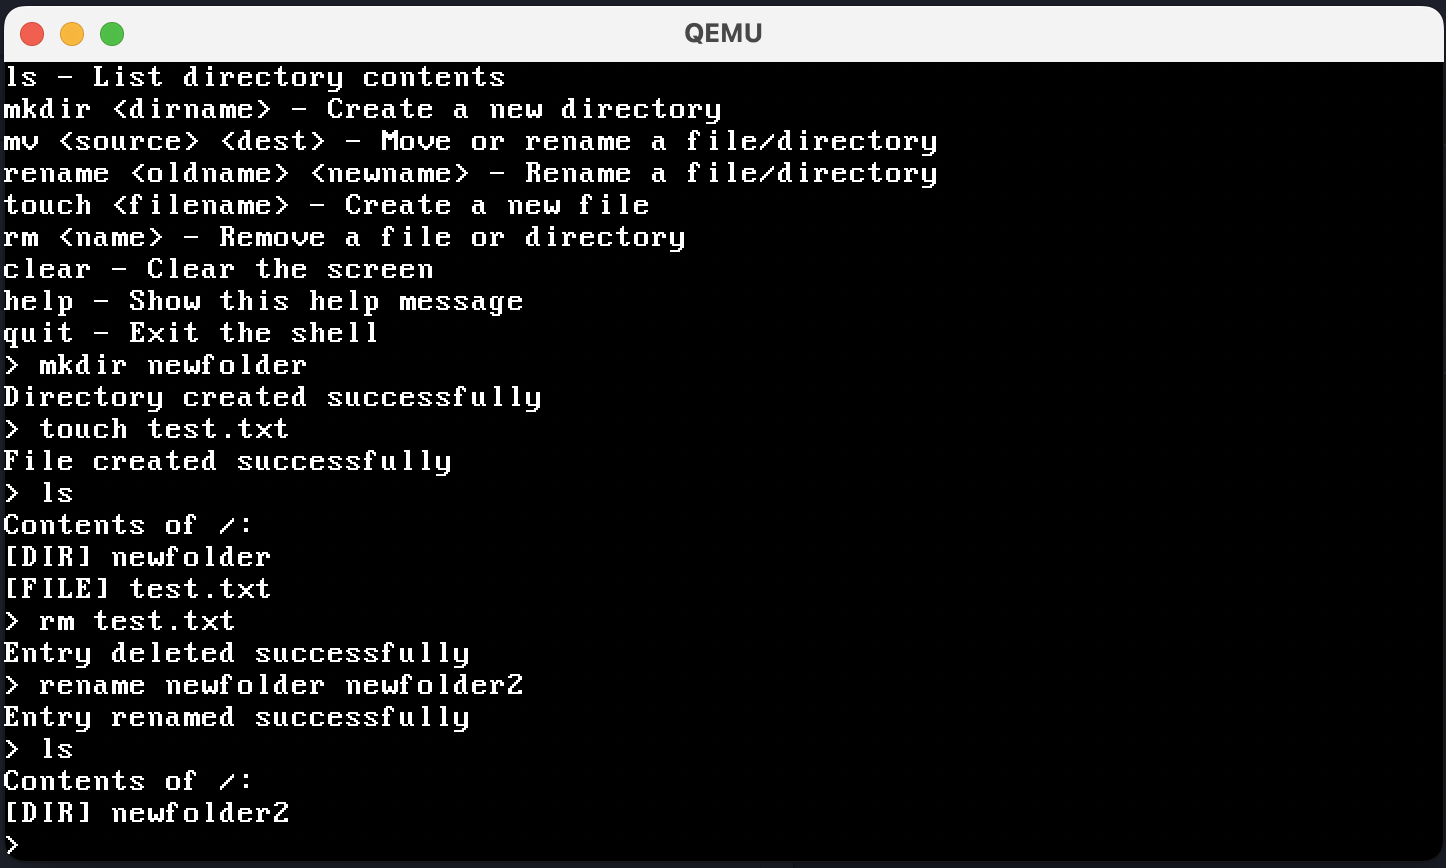 QEMU
ls - List directory contents
mkdir <dirname> - Create a new directory
mv <source> <dest> - Move or rename a file/directory
rename <oldname> <newname> - Rename a file/directory
touch <filename> - Create a new file
rm <name> - Remove a file or directory
clear - Clear the screen
help - Show this help message
quit - Exit the shell
> mkdir newfolder
Directory created successfully
> touch test.txt
File created successfully
> ls
Contents of /:
[DIR] newfolder
[FILE] test.txt
> rm test.txt
Entry deleted successfully
> rename newfolder newfolder2
Entry renamed successfully
> ls
Contents of /:
[DIR] newfolder2
>